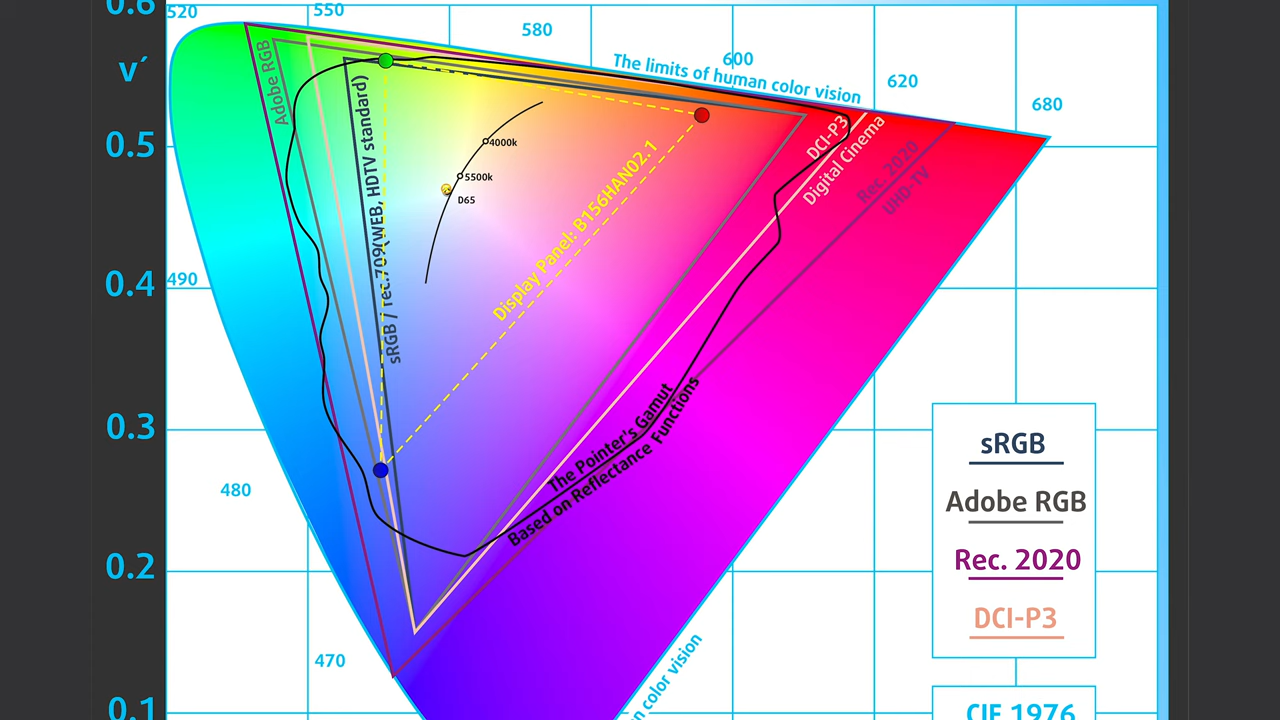 0.6
520
550
580
600
620
680
v´
The limits of human color vision
Adobe RGB
sRGB / rec.709(WEB, HDTV standard)
4000k
5500k
D65
Display Panel: B156HAN02.1
DCI-P3
Digital Cinema
Rec. 2020
UHD-TV
0.5
490
0.4
0.3
The Pointer's Gamut
Based on Reflectance Functions
480
0.2
470
n color vision
0.1
sRGB
Adobe RGB
Rec. 2020
DCI-P3
CIE 1976